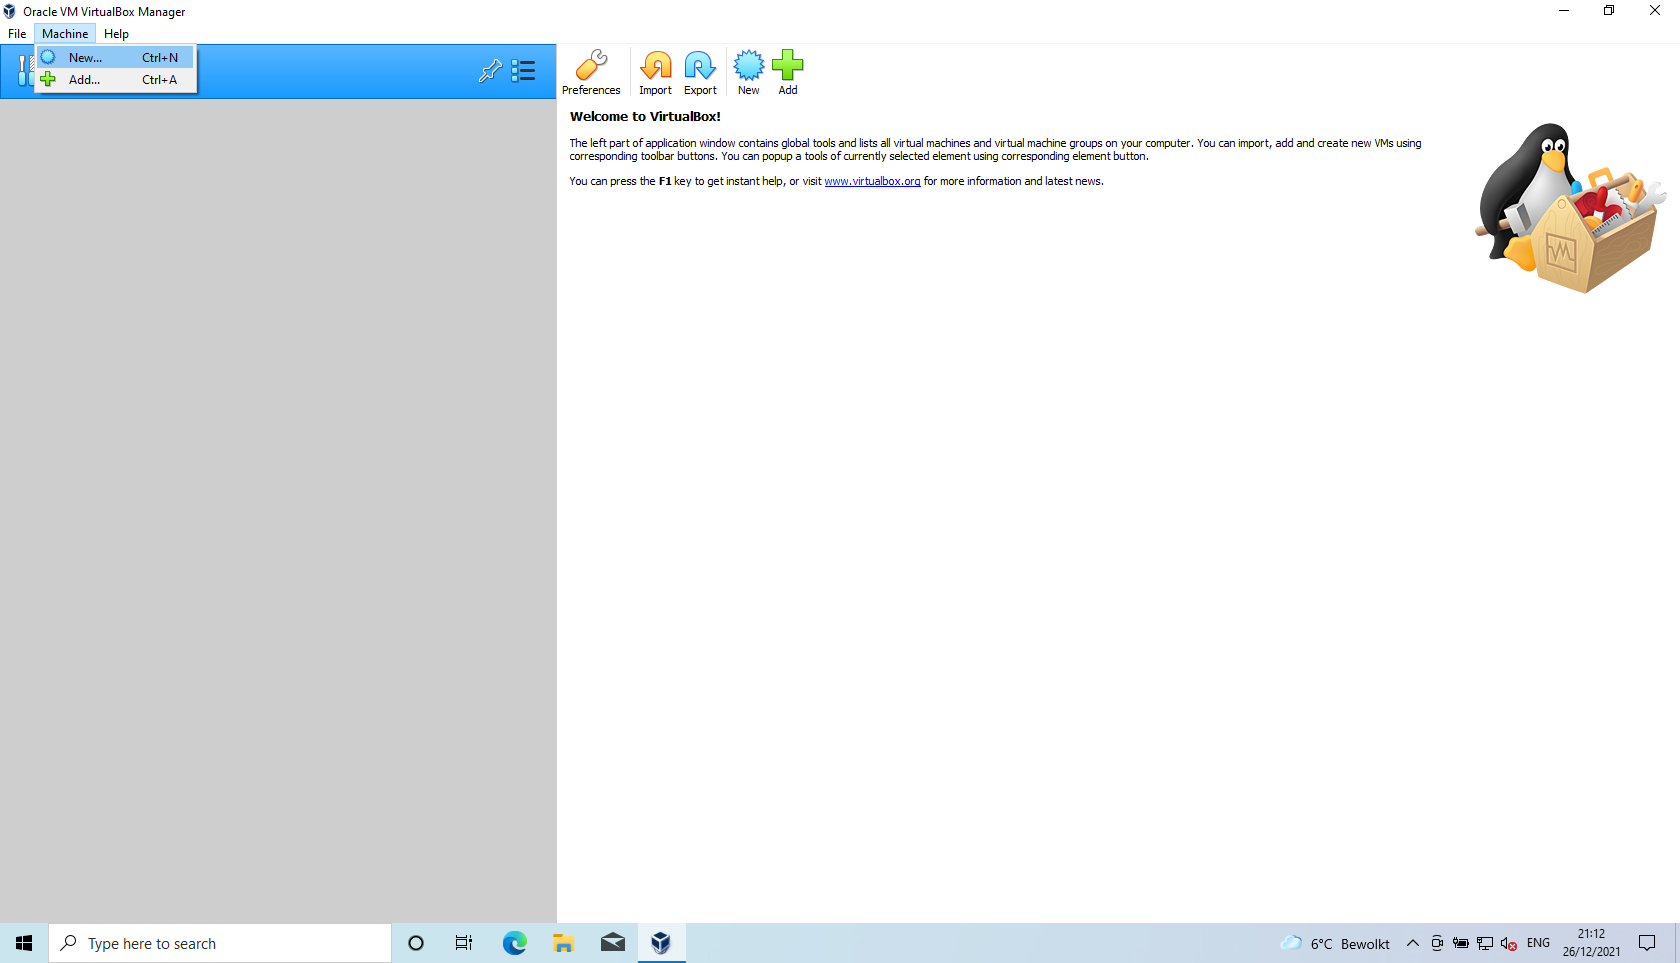 Oracle VM VirtualBox Manager
File Machine Help
New... Ctrl+N
Add... Ctrl+A
Preferences Import Export New Add
Welcome to VirtualBox!
The left part of application window contains global tools and lists all virtual machines and virtual machine groups on your computer. You can import, add and create new VMs using
corresponding toolbar buttons. You can popup a tools of currently selected element using corresponding element button.
You can press the F1 key to get instant help, or visit www.virtualbox.org for more information and latest news.
Type here to search
6°C Bewolkt
ENG
21:12
26/12/2021